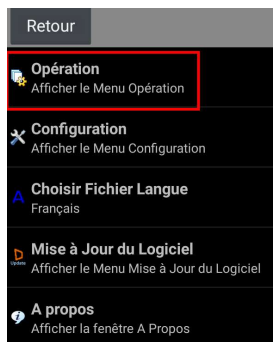 Retour
Opération
Afficher le Menu Opération
Configuration
Afficher le Menu Configuration
A
Choisir Fichier Langue
Français
Update
Mise à Jour du Logiciel
Afficher le Menu Mise à Jour du Logiciel
A propos
Afficher la fenêtre A Propos